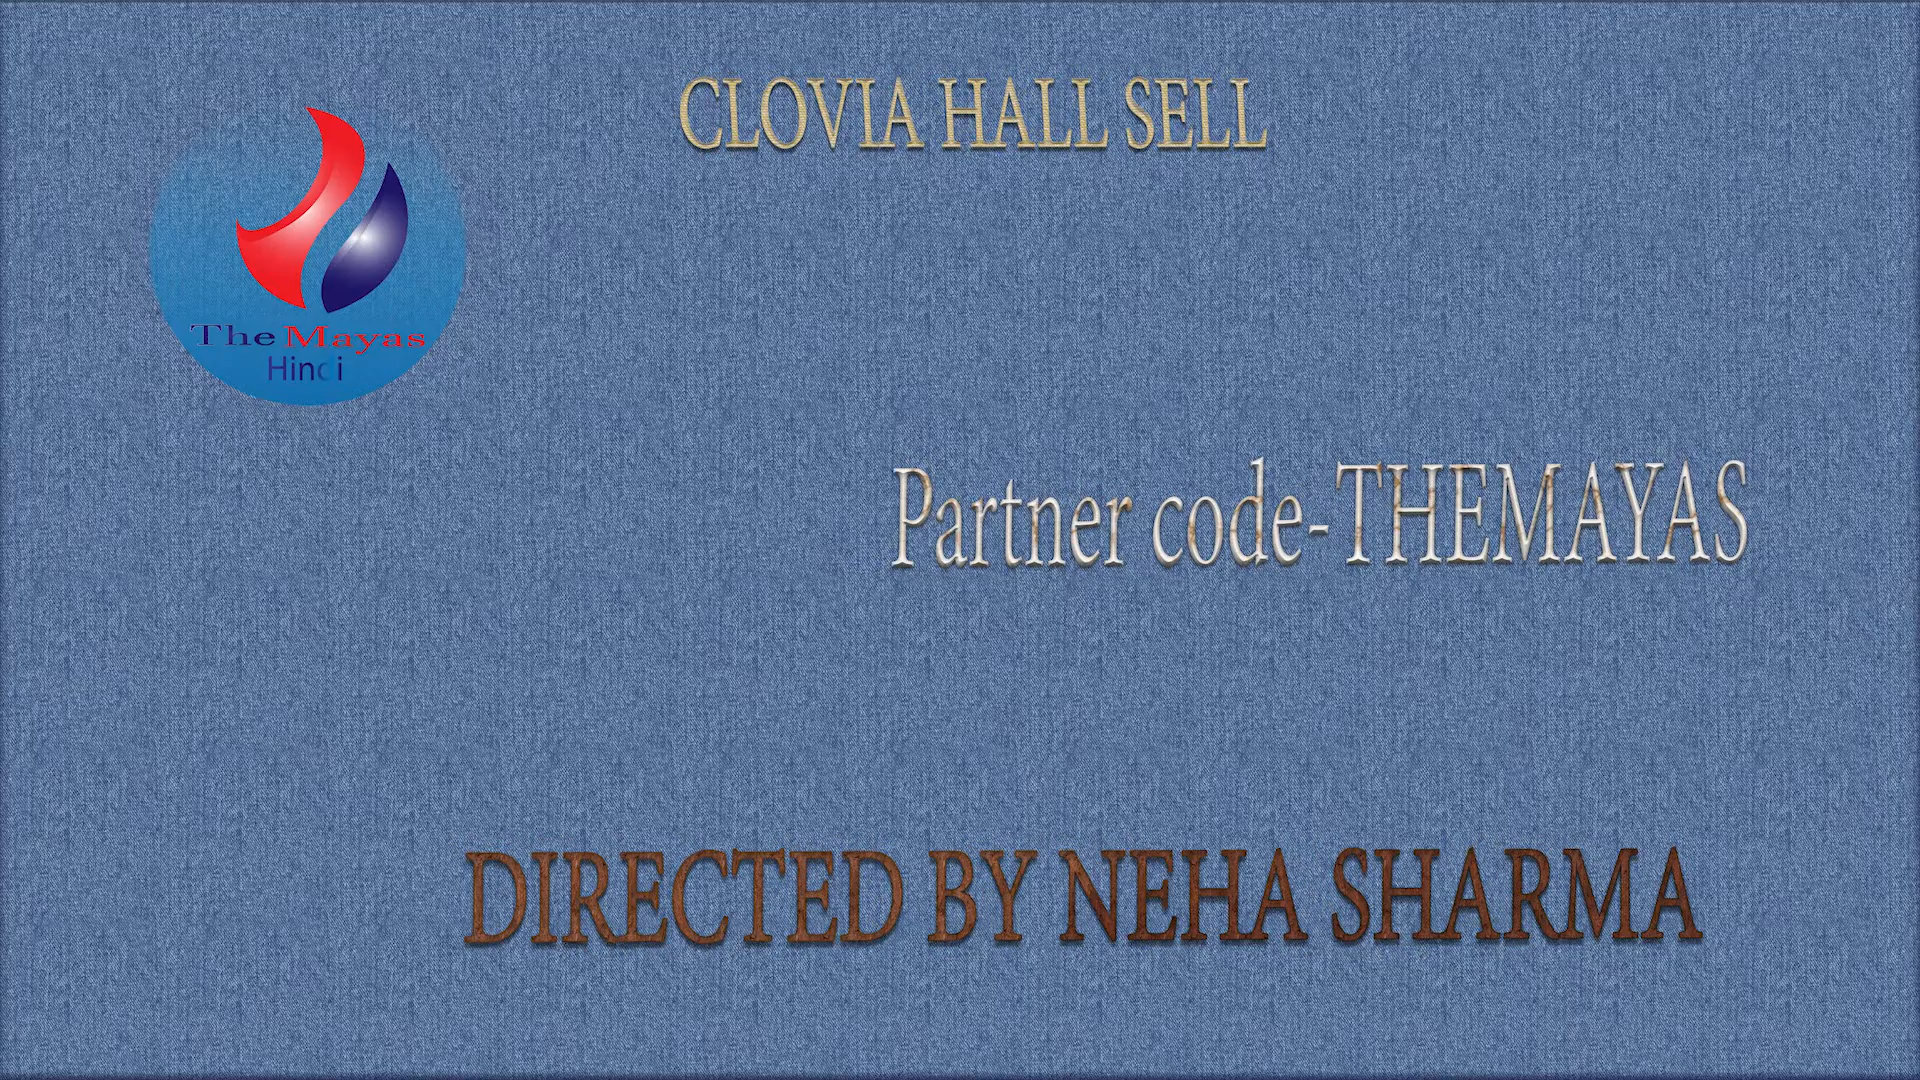 CLOVIA HALL SELL
The Mayas
Hindi
Partner code-THEMAYAS
DIRECTED BY NEHA SHARMA